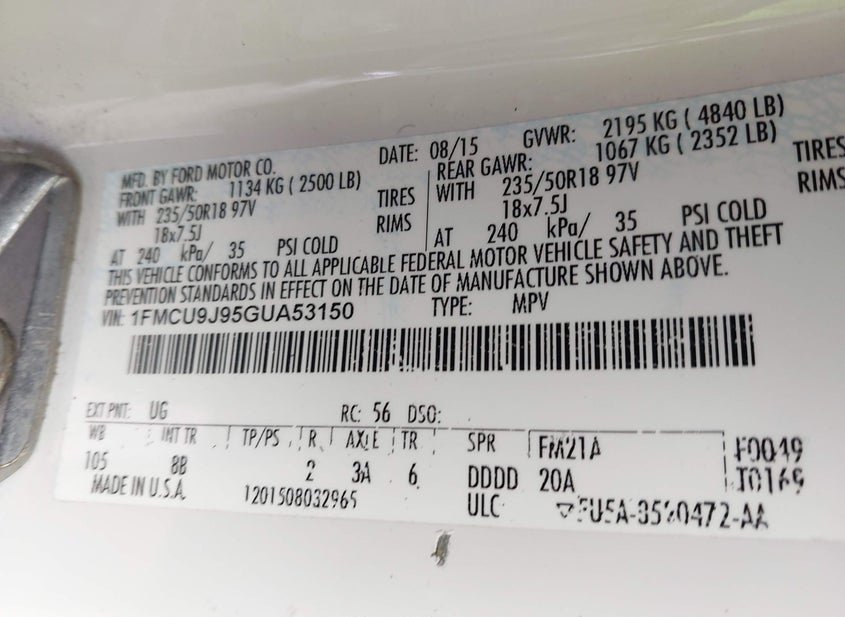 MFD. BY FORD MOTOR CO.
DATE: 08/15 GVWR: 2195 KG ( 4840 LB)
FRONT GAWR: 1134 KG ( 2500 LB)
REAR GAWR: 1067 KG ( 2352 LB)
WITH 235/50R18 97V TIRES
WITH 235/50R18 97V TIRES
18x7.5J RIMS
18x7.5J RIMS
AT 240 kPa/ 35 PSI COLD
AT 240 kPa/ 35 PSI COLD
THIS VEHICLE CONFORMS TO ALL APPLICABLE FEDERAL MOTOR VEHICLE SAFETY AND THEFT
PREVENTION STANDARDS IN EFFECT ON THE DATE OF MANUFACTURE SHOWN ABOVE.
VIN: 1FMCU9J95GUA53150 TYPE: MPV
EXT PNT: UG RC: 56 DSO:
WB INT TR TP/PS R AXLE TR SPR FM21A F0049
105 8B 2 3A 6 DDDD 20A T0169
MADE IN U.S.A. 1201508032965 ULC